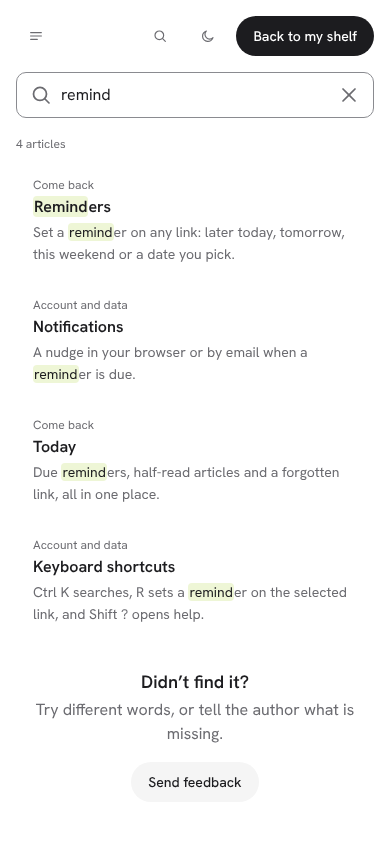 Back to my shelf
remind
4 articles
Come back
Reminders
Set a reminder on any link: later today, tomorrow,
this weekend or a date you pick.
Account and data
Notifications
A nudge in your browser or by email when a
reminder is due.
Come back
Today
Due reminders, half-read articles and a forgotten
link, all in one place.
Account and data
Keyboard shortcuts
Ctrl K searches, R sets a reminder on the selected
link, and Shift ? opens help.
Didn’t find it?
Try different words, or tell the author what is
missing.
Send feedback